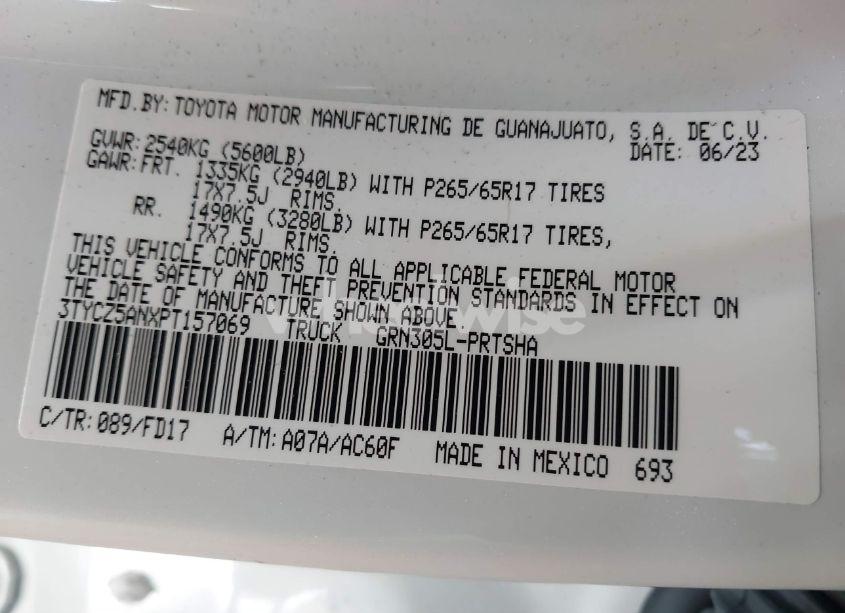 MFD.BY: TOYOTA MOTOR MANUFACTURING DE GUANAJUATO, S.A. DE C.V.
GVWR: 2540KG (5600LB) DATE: 06/23
GAWR: FRT. 1335KG (2940LB) WITH P265/65R17 TIRES
17X7.5J RIMS.
RR. 1490KG (3280LB) WITH P265/65R17 TIRES,
17X7.5J RIMS.
THIS VEHICLE CONFORMS TO ALL APPLICABLE FEDERAL MOTOR
VEHICLE SAFETY AND THEFT PREVENTION STANDARDS IN EFFECT ON
THE DATE OF MANUFACTURE SHOWN ABOVE.
3TYCZ5ANXPT157069 TRUCK GRN305L-PRTSHA
C/TR: 089/FD17 A/TM: A07A/AC60F MADE IN MEXICO 693